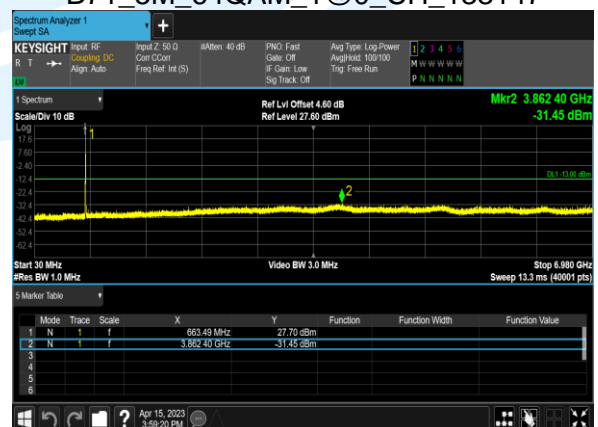 Spectrum Analyzer 1
Swept SA
+
KEYSIGHT
R T
LXI
Input: RF
Coupling: DC
Align: Auto
Input Z: 50 Ω
Corr CCorr
Freq Ref: Int (S)
#Atten: 40 dB
PNO: Fast
Gate: Off
IF Gain: Low
Sig Track: Off
Avg Type: Log-Power
Avg|Hold: 100/100
Trig: Free Run
1 2 3 4 5 6
M W W W W W
P N N N N N
1 Spectrum
Scale/Div 10 dB
Ref Lvl Offset 4.60 dB
Ref Level 27.60 dBm
Mkr2 3.862 40 GHz
-31.45 dBm
Log
17.6
7.60
-2.40
-12.4
-22.4
-32.4
-42.4
-52.4
-62.4
1
2
DL1 -13.00 dBm
Start 30 MHz
#Res BW 1.0 MHz
Video BW 3.0 MHz
Stop 6.980 GHz
Sweep 13.3 ms (40001 pts)
5 Marker Table
Mode Trace Scale X Y Function Function Width Function Value
1 N 1 f 663.49 MHz 27.70 dBm
2 N 1 f 3.862 40 GHz -31.45 dBm
3
4
5
6
?
Apr 15, 2023
3:59:20 PM